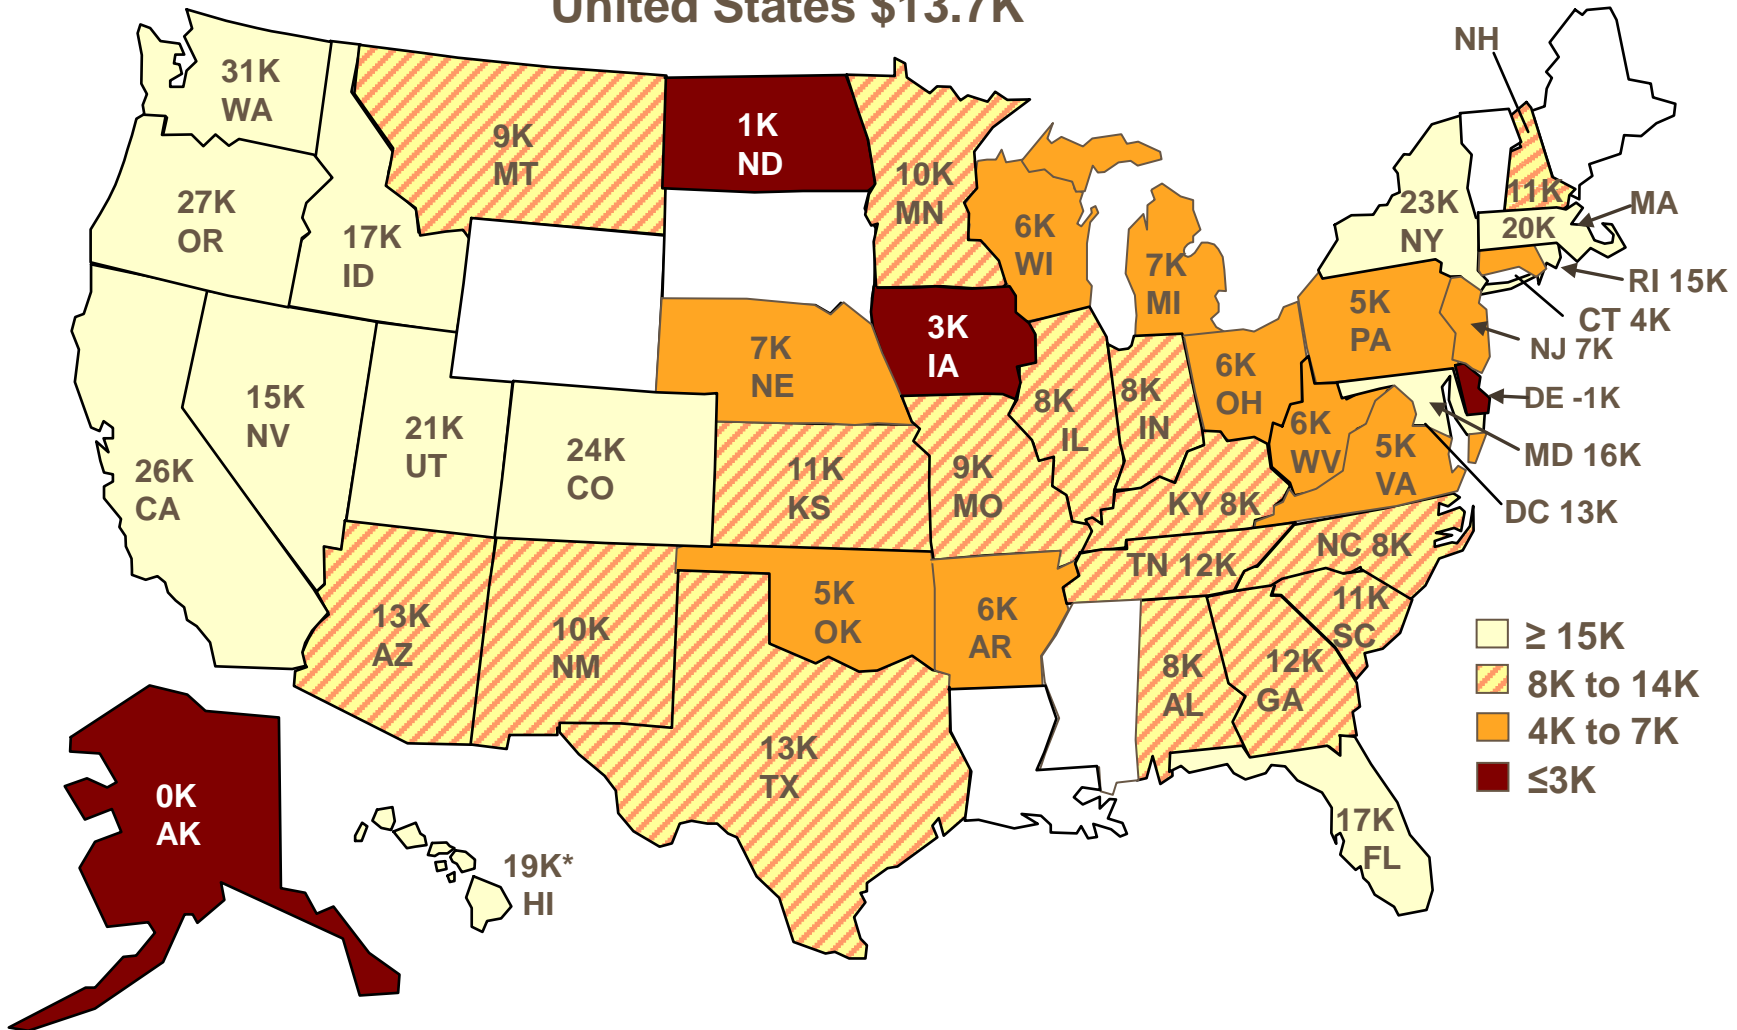 United States $13.7K
NH
31K
WA
9K
MT
1K
ND
10K
MN
11K
MA
27K
OR
17K
ID
6K
WI
7K
MI
23K
NY
20K
RI 15K
CT 4K
NJ 7K
5K
PA
3K
IA
7K
NE
6K
OH
DE -1K
15K
NV
21K
UT
24K
CO
8K
IL
8K
IN
6K
WV
5K
VA
MD 16K
26K
CA
11K
KS
9K
MO
KY 8K
DC 13K
NC 8K
TN 12K
13K
AZ
10K
NM
5K
OK
6K
AR
11K
SC
8K
AL
12K
GA
≥ 15K
8K to 14K
4K to 7K
≤3K
13K
TX
0K
AK
19K*
HI
17K
FL